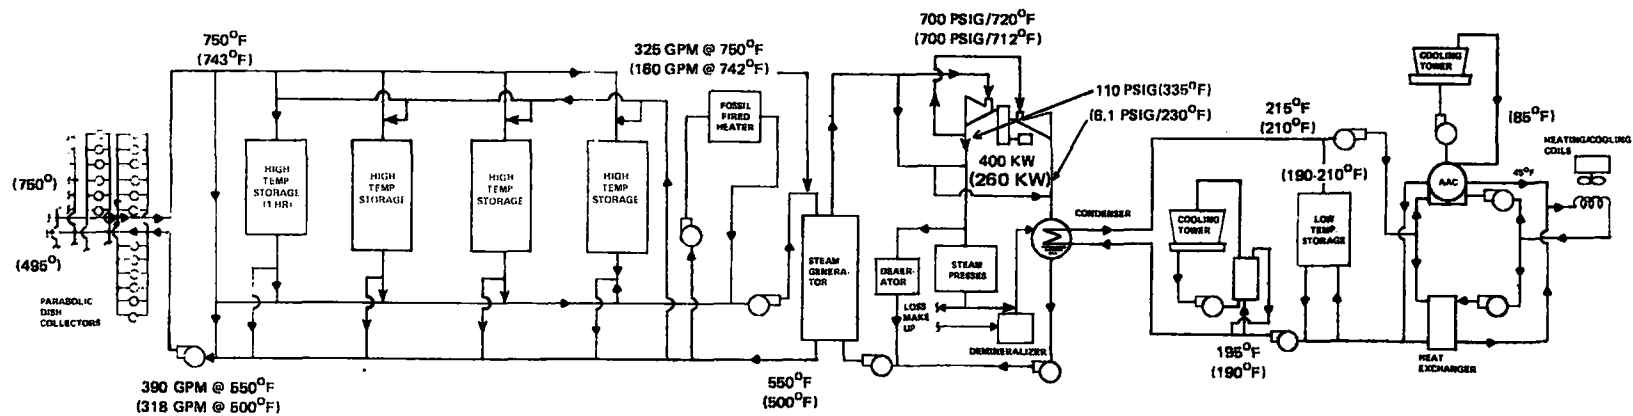 750°F
(743°F)
(750°)
(495°)
PARABOLIC
DISH
COLLECTORS
390 GPM @ 550°F
(318 GPM @ 500°F)
HIGH
TEMP
STORAGE
(1 HR)
HIGH
TEMP
STORAGE
HIGH
TEMP
STORAGE
HIGH
TEMP
STORAGE
325 GPM @ 750°F
(160 GPM @ 742°F)
FOSSIL
FIRED
HEATER
STEAM
GENERA-
TOR
550°F
(500°F)
700 PSIG/720°F
(700 PSIG/712°F)
110 PSIG(335°F)
(6.1 PSIG/230°F)
400 KW
(260 KW)
DEAER-
ATOR
STEAM
PRESSES
LOSS
MAKE
UP
DEMINERALIZER
CONDENSER
COOLING
TOWER
195°F
(190°F)
215°F
(210°F)
(190-210°F)
LOW
TEMP
STORAGE
COOLING
TOWER
(85°F)
AAC
45°F
HEATING/COOLING
COILS
HEAT
EXCHANGER